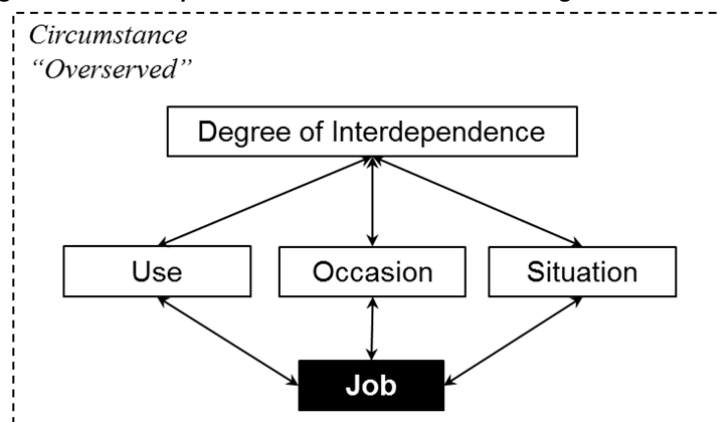 Circumstance
“Overserved”
Degree of Interdependence
Use
Occasion
Situation
Job